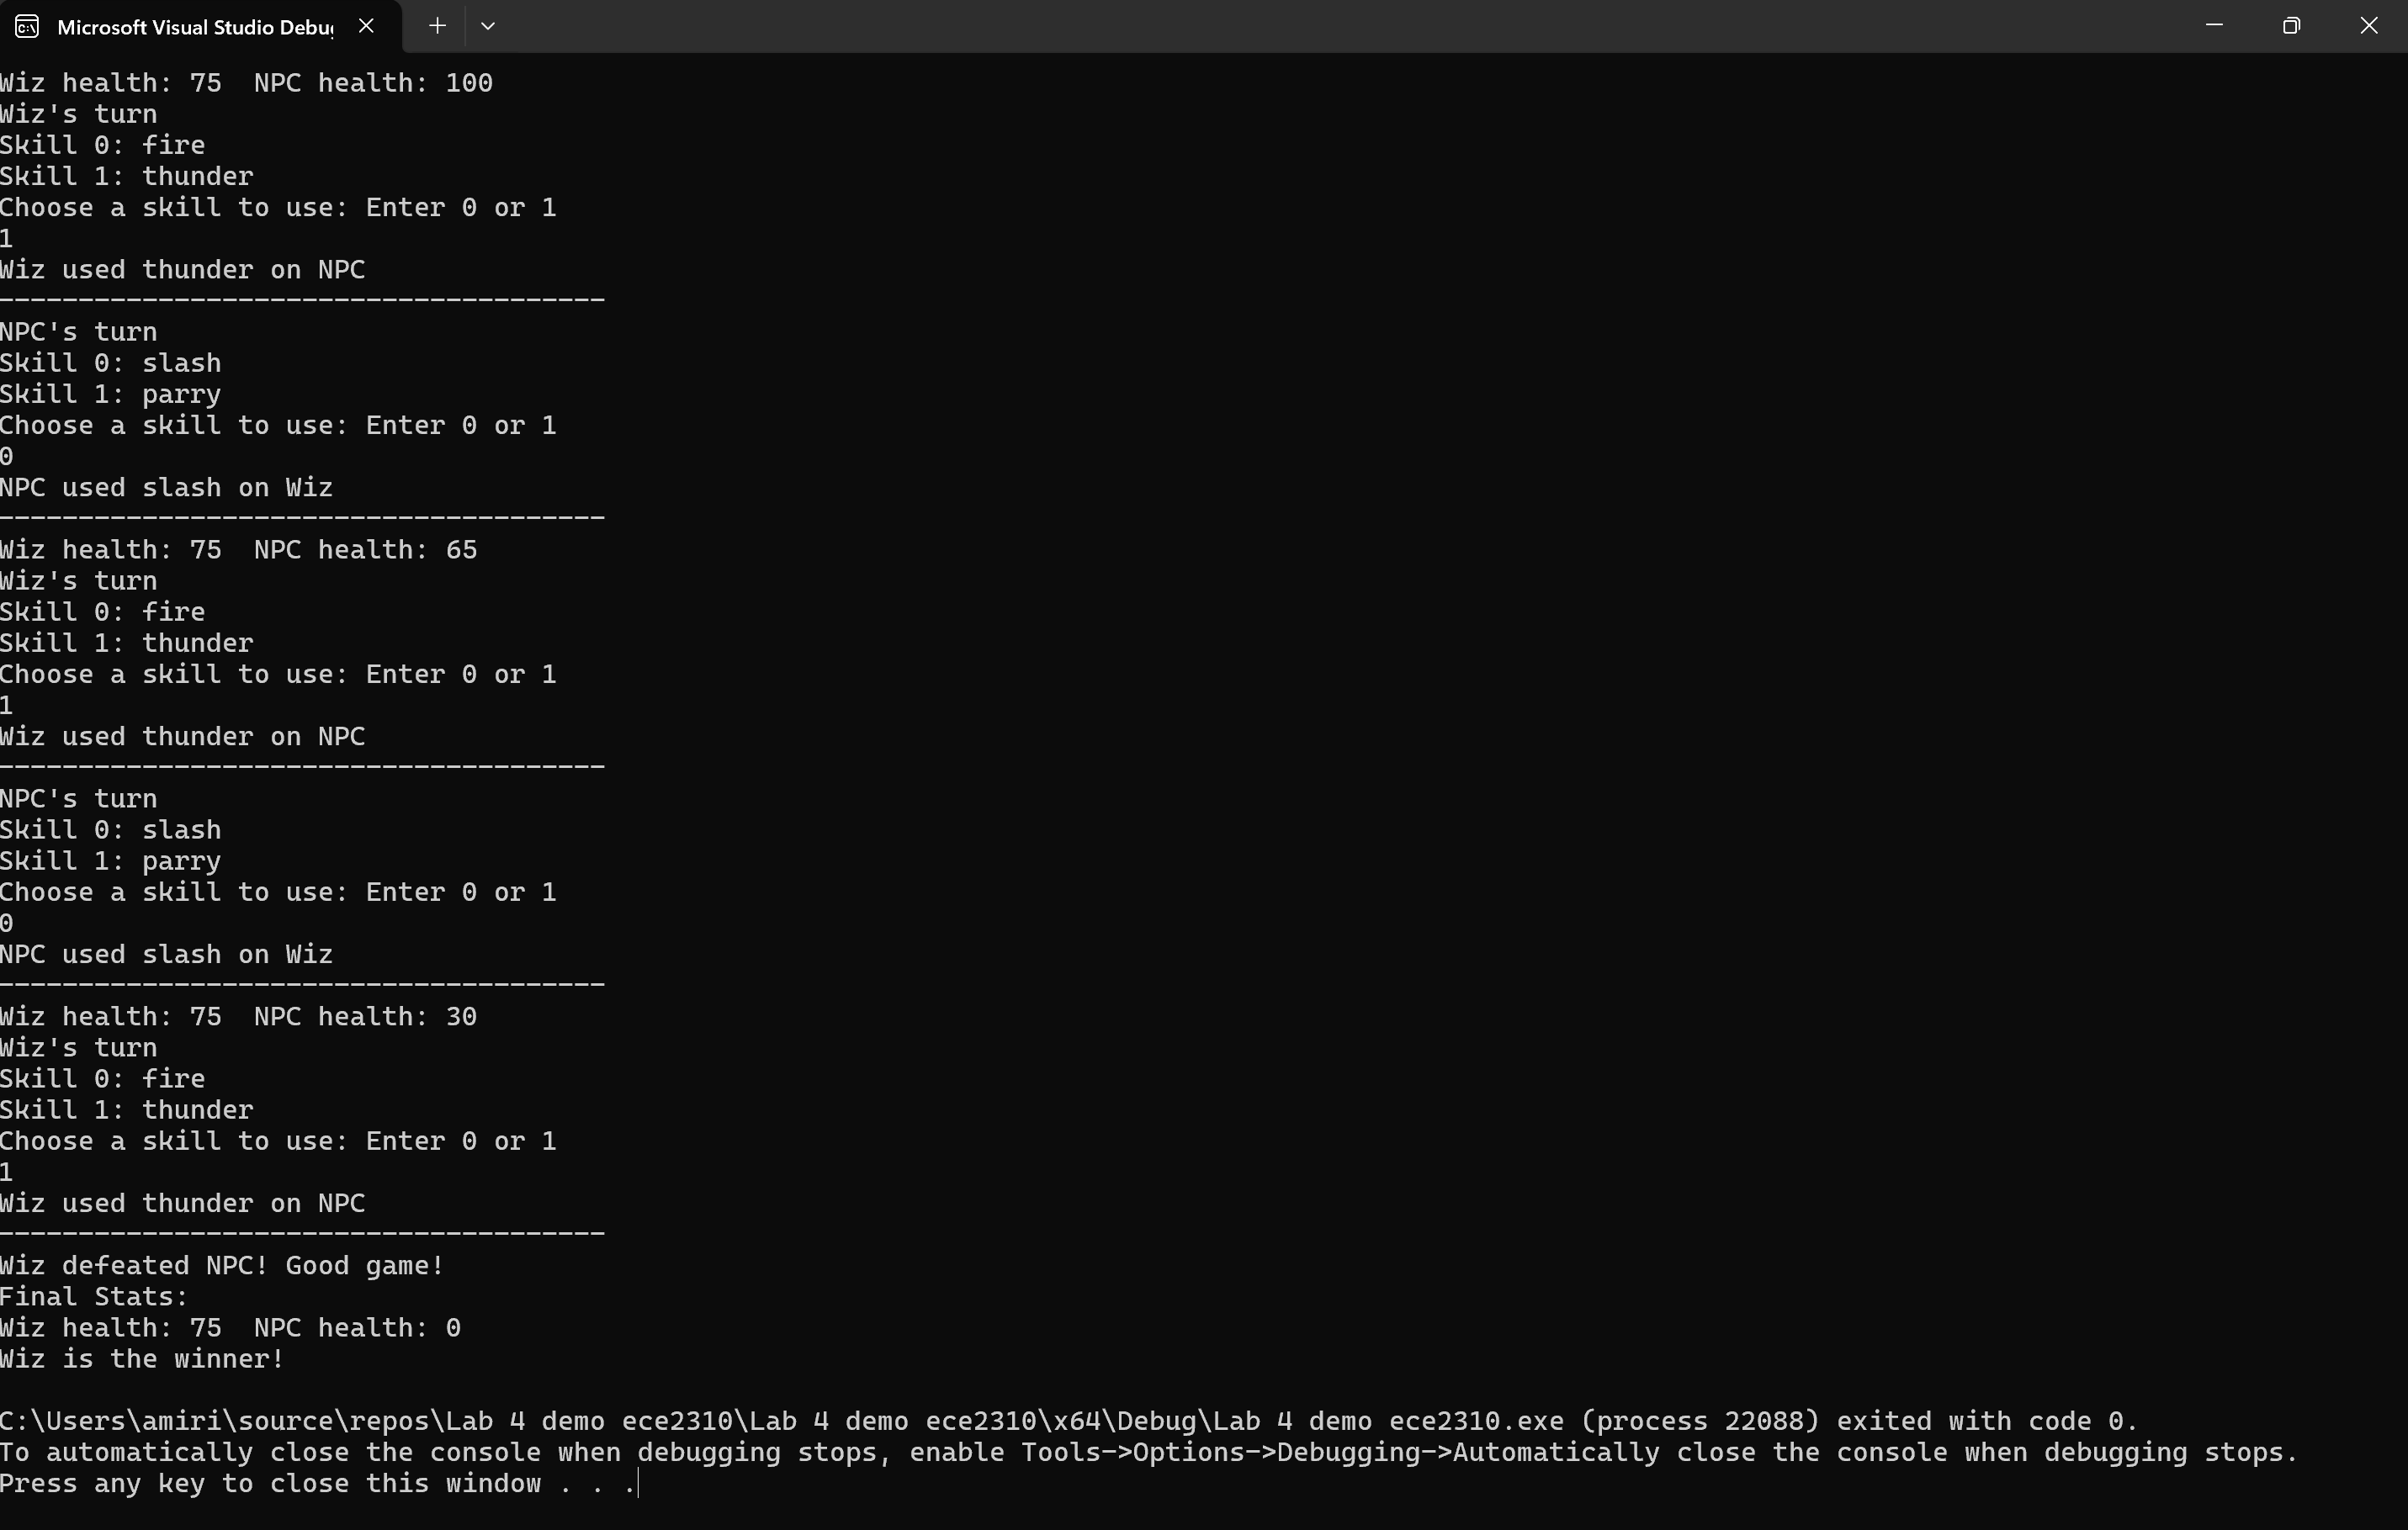 Microsoft Visual Studio Debu
Wiz health: 75  NPC health: 100
Wiz's turn
Skill 0: fire
Skill 1: thunder
Choose a skill to use: Enter 0 or 1
1
Wiz used thunder on NPC
--------------------------------------
NPC's turn
Skill 0: slash
Skill 1: parry
Choose a skill to use: Enter 0 or 1
0
NPC used slash on Wiz
--------------------------------------
Wiz health: 75  NPC health: 65
Wiz's turn
Skill 0: fire
Skill 1: thunder
Choose a skill to use: Enter 0 or 1
1
Wiz used thunder on NPC
--------------------------------------
NPC's turn
Skill 0: slash
Skill 1: parry
Choose a skill to use: Enter 0 or 1
0
NPC used slash on Wiz
--------------------------------------
Wiz health: 75  NPC health: 30
Wiz's turn
Skill 0: fire
Skill 1: thunder
Choose a skill to use: Enter 0 or 1
1
Wiz used thunder on NPC
--------------------------------------
Wiz defeated NPC! Good game!
Final Stats:
Wiz health: 75  NPC health: 0
Wiz is the winner!
C:\Users\amiri\source\repos\Lab 4 demo ece2310\Lab 4 demo ece2310\x64\Debug\Lab 4 demo ece2310.exe (process 22088) exited with code 0.
To automatically close the console when debugging stops, enable Tools->Options->Debugging->Automatically close the console when debugging stops.
Press any key to close this window . . .